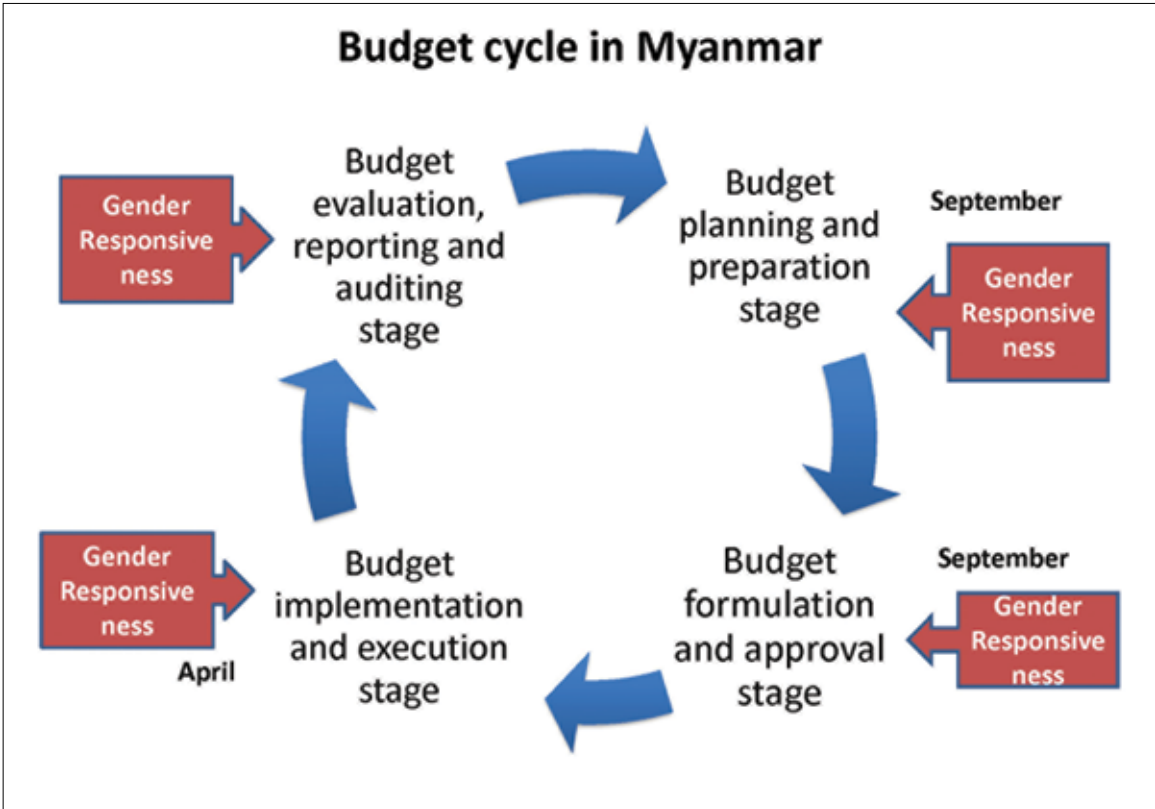 Budget cycle in Myanmar
Gender
Responsive
ness
Budget
evaluation,
reporting and
auditing
stage
Budget
planning and
preparation
stage
September
Gender
Responsive
ness
Gender
Responsive
ness
April
Budget
implementation
and execution
stage
Budget
formulation
and approval
stage
September
Gender
Responsive
ness